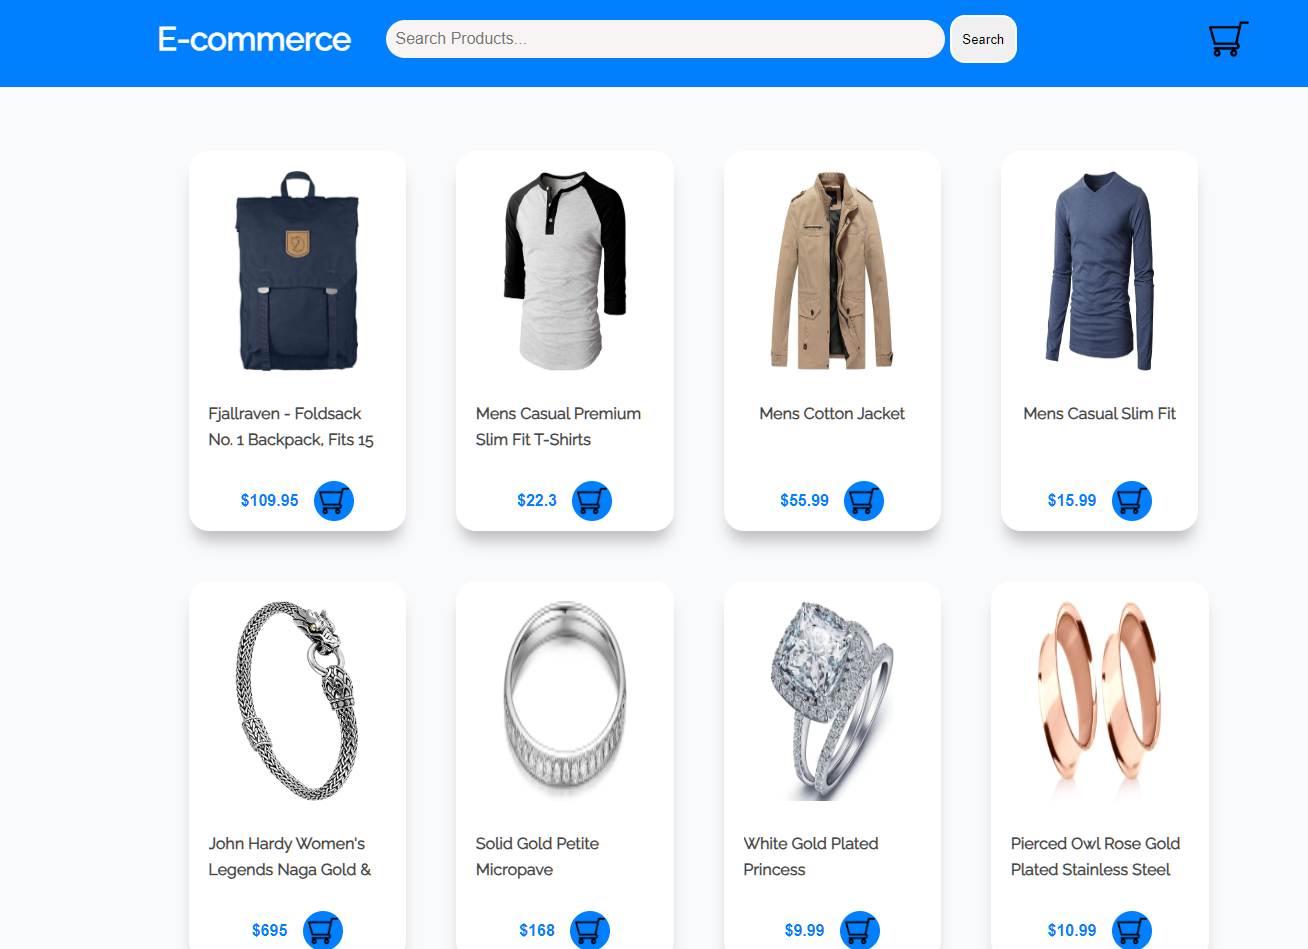 E-commerce
Search Products...
Search
Fjallraven - Foldsack
No. 1 Backpack, Fits 15
$109.95
Mens Casual Premium
Slim Fit T-Shirts
$22.3
Mens Cotton Jacket
$55.99
Mens Casual Slim Fit
$15.99
John Hardy Women's
Legends Naga Gold &
$695
Solid Gold Petite
Micropave
$168
White Gold Plated
Princess
$9.99
Pierced Owl Rose Gold
Plated Stainless Steel
$10.99